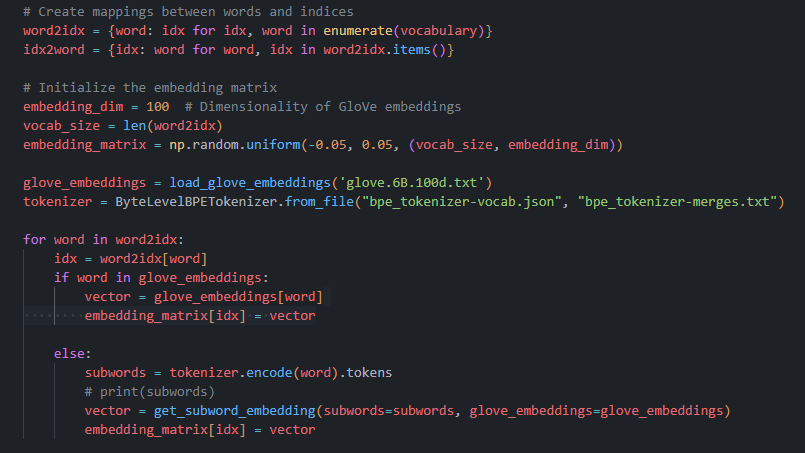 # Create mappings between words and indices
word2idx = {word: idx for idx, word in enumerate(vocabulary)}
idx2word = {idx: word for word, idx in word2idx.items()}
# Initialize the embedding matrix
embedding_dim = 100  # Dimensionality of GloVe embeddings
vocab_size = len(word2idx)
embedding_matrix = np.random.uniform(-0.05, 0.05, (vocab_size, embedding_dim))
glove_embeddings = load_glove_embeddings('glove.6B.100d.txt')
tokenizer = ByteLevelBPETokenizer.from_file("bpe_tokenizer-vocab.json", "bpe_tokenizer-merges.txt")
for word in word2idx:
    idx = word2idx[word]
    if word in glove_embeddings:
        vector = glove_embeddings[word]
        embedding_matrix[idx] = vector
    else:
        subwords = tokenizer.encode(word).tokens
        # print(subwords)
        vector = get_subword_embedding(subwords=subwords, glove_embeddings=glove_embeddings)
        embedding_matrix[idx] = vector